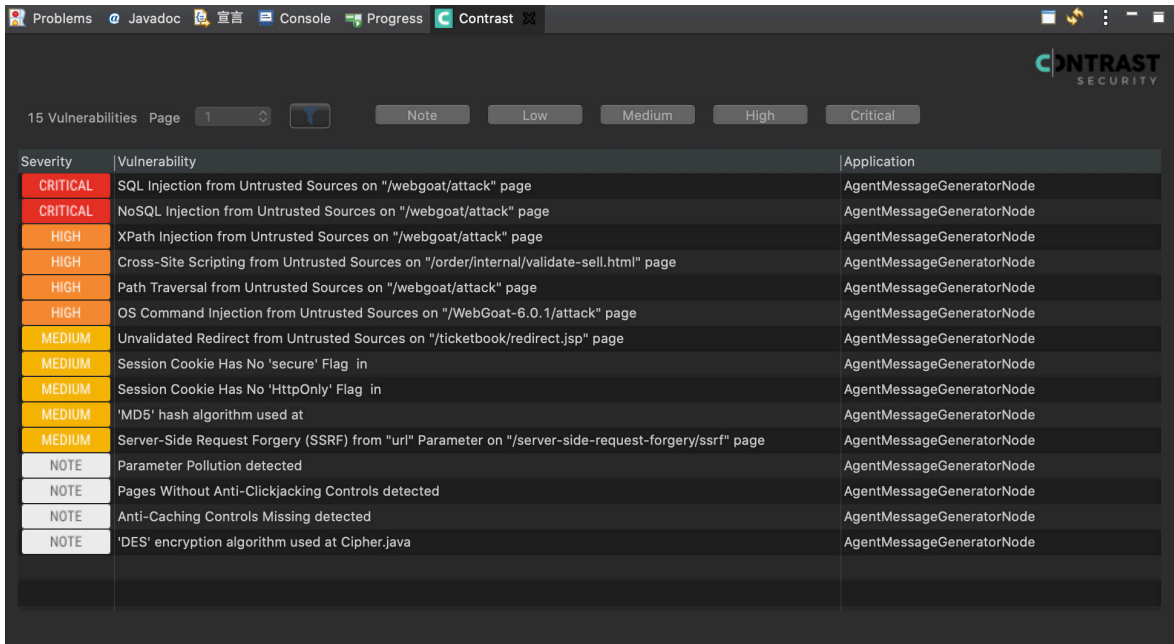 Problems @ Javadoc 宣言 Console Progress Contrast
CONTRAST
SECURITY
15 Vulnerabilities Page 1 Note Low Medium High Critical
Severity Vulnerability Application
CRITICAL SQL Injection from Untrusted Sources on "/webgoat/attack" page AgentMessageGeneratorNode
CRITICAL NoSQL Injection from Untrusted Sources on "/webgoat/attack" page AgentMessageGeneratorNode
HIGH XPath Injection from Untrusted Sources on "/webgoat/attack" page AgentMessageGeneratorNode
HIGH Cross-Site Scripting from Untrusted Sources on "/order/internal/validate-sell.html" page AgentMessageGeneratorNode
HIGH Path Traversal from Untrusted Sources on "/webgoat/attack" page AgentMessageGeneratorNode
HIGH OS Command Injection from Untrusted Sources on "/WebGoat-6.0.1/attack" page AgentMessageGeneratorNode
MEDIUM Unvalidated Redirect from Untrusted Sources on "/ticketbook/redirect.jsp" page AgentMessageGeneratorNode
MEDIUM Session Cookie Has No 'secure' Flag in AgentMessageGeneratorNode
MEDIUM Session Cookie Has No 'HttpOnly' Flag in AgentMessageGeneratorNode
MEDIUM 'MD5' hash algorithm used at AgentMessageGeneratorNode
MEDIUM Server-Side Request Forgery (SSRF) from "url" Parameter on "/server-side-request-forgery/ssrf" page AgentMessageGeneratorNode
NOTE Parameter Pollution detected AgentMessageGeneratorNode
NOTE Pages Without Anti-Clickjacking Controls detected AgentMessageGeneratorNode
NOTE Anti-Caching Controls Missing detected AgentMessageGeneratorNode
NOTE 'DES' encryption algorithm used at Cipher.java AgentMessageGeneratorNode